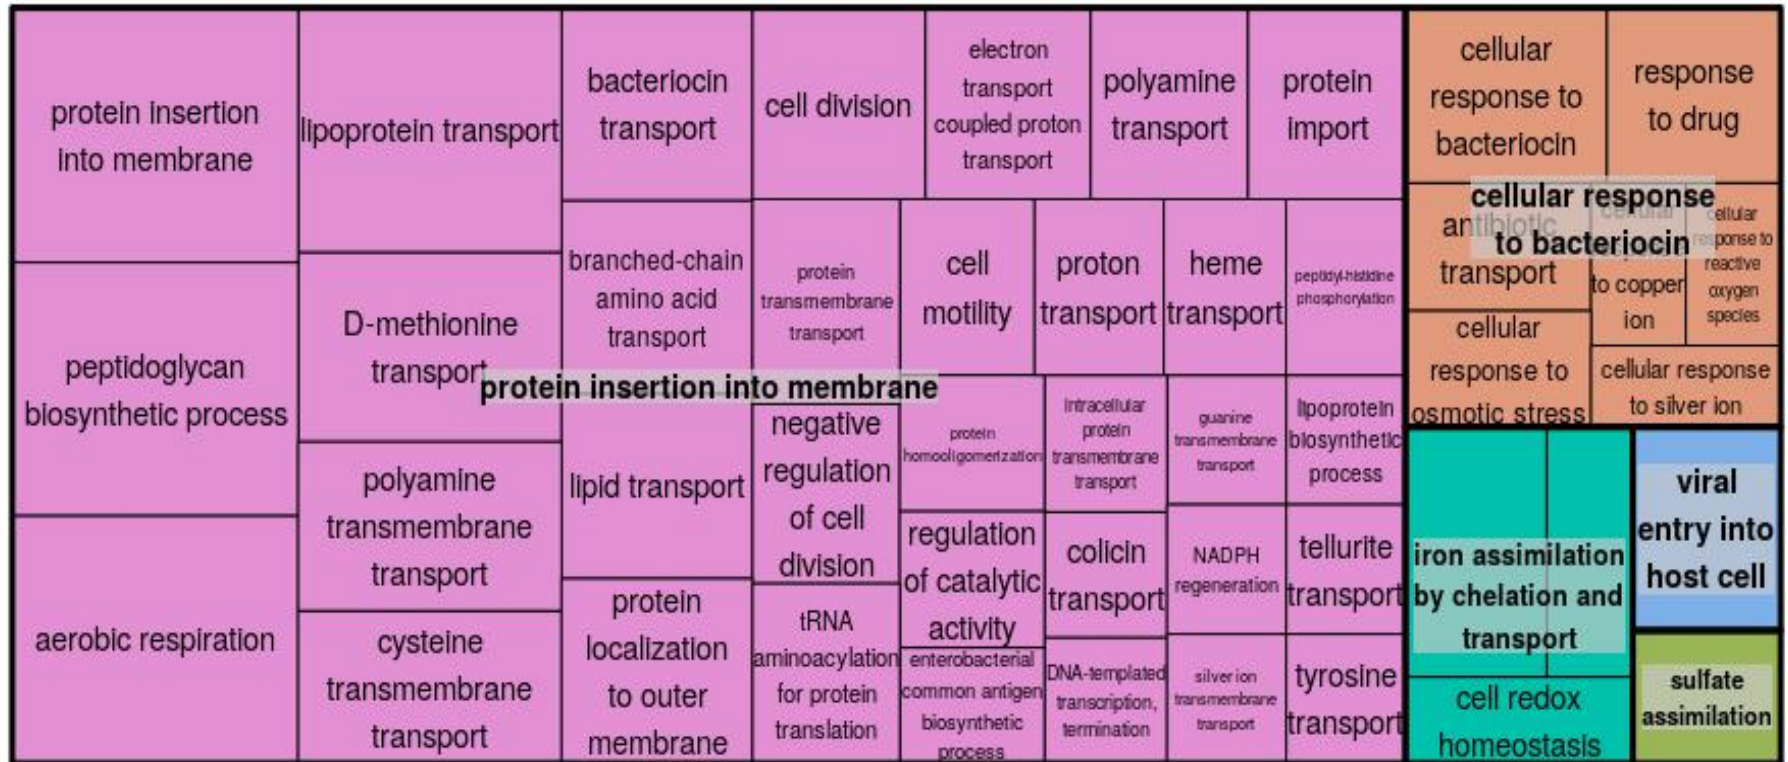 protein insertion
into membrane
peptidoglycan
biosynthetic process
aerobic respiration
lipoprotein transport
D-methionine
transport
polyamine
transmembrane
transport
cysteine
transmembrane
transport
bacteriocin
transport
branched-chain
amino acid
transport
lipid transport
protein
localization
to outer
membrane
cell division
electron
transport
coupled proton
transport
polyamine
transport
protein
import
protein
transmembrane
transport
cell
motility
proton
transport
heme
transport
peptidyl-histidine
phosphorylation
protein insertion into membrane
negative
regulation
of cell
division
tRNA
aminoacylation
for protein
translation
protein
homooligomerization
regulation
of catalytic
activity
enterobacterial
common antigen
biosynthetic
process
intracellular
protein
transmembrane
transport
colicin
transport
DNA-templated
transcription,
termination
guanine
transmembrane
transport
NADPH
regeneration
silver ion
transmembrane
transport
lipoprotein
biosynthetic
process
tellurite
transport
tyrosine
transport
cellular
response to
bacteriocin
response
to drug
cellular response
to bacteriocin
antibiotic
transport
cellular
to copper
ion
cellular
response to
reactive
oxygen
species
cellular
response to
osmotic stress
cellular response
to silver ion
iron assimilation
by chelation and
transport
cell redox
homeostasis
viral
entry into
host cell
sulfate
assimilation